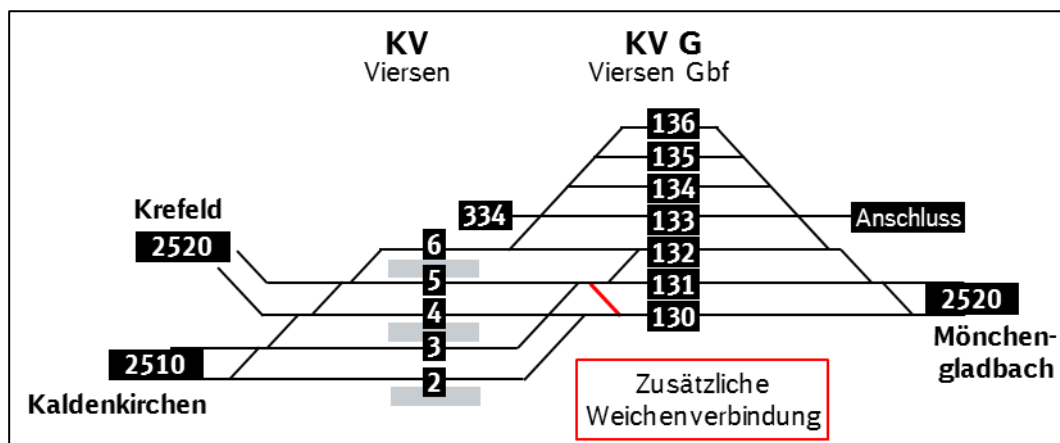 KV
Viersen
KV G
Viersen Gbf
136
135
134
334
133
Anschluss
Krefeld
2520
6
132
5
131
4
130
2520
Mönchen-
gladbach
3
2510
2
Kaldenkirchen
Zusätzliche
Weichenverbindung